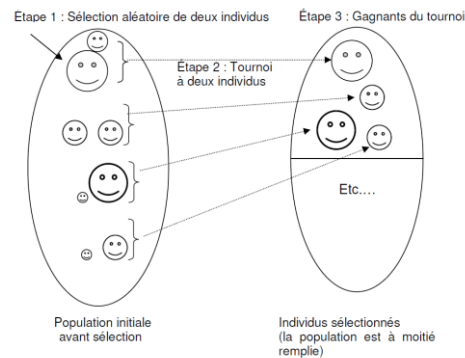 Étape 1 : Sélection aléatoire de deux individus
Étape 3 : Gagnants du tournoi
Étape 2 : Tournoi
à deux individus
Etc....
Population initiale
avant sélection
Individus sélectionnés
(la population est à moitié
remplie)